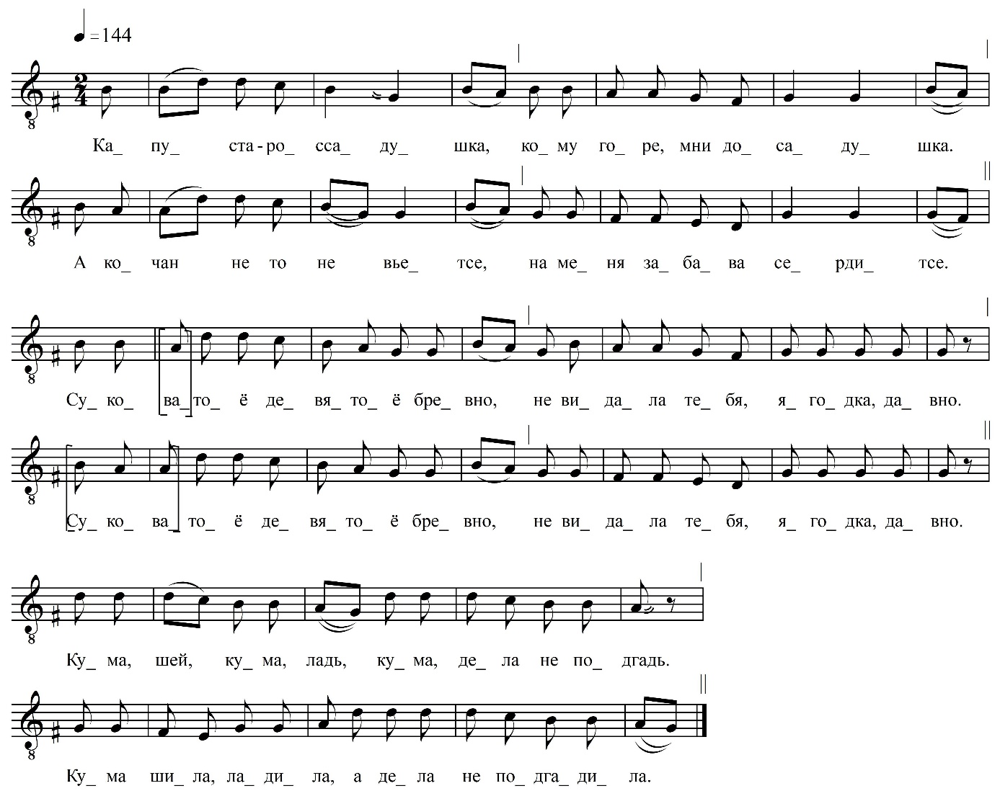 =144
2
4
8
Ка_ пу_ ста-ро_ сса_ ду_ шка, ко_ му го_ ре, мни до_ са_ ду_ шка.
8
А ко_ чан не то не вье_ тсе, на ме_ ня за_ ба_ ва се_ рди_ тсе.
8
Су_ ко_ ва_ то_ ё де_ вя_ то_ ё бре_ вно, не ви_ да_ ла те_ бя, я_ го_ дка, да_ вно.
8
Су_ ко_ ва_ то_ ё де_ вя_ то_ ё бре_ вно, не ви_ да_ ла те_ бя, я_ го_ дка, да_ вно.
8
Ку_ ма, шей, ку_ ма, ладь, ку_ ма, де_ ла не по_ дгадь.
8
Ку_ ма ши_ ла, ла_ ди_ ла, а де_ ла не по_ дга_ ди_ ла.